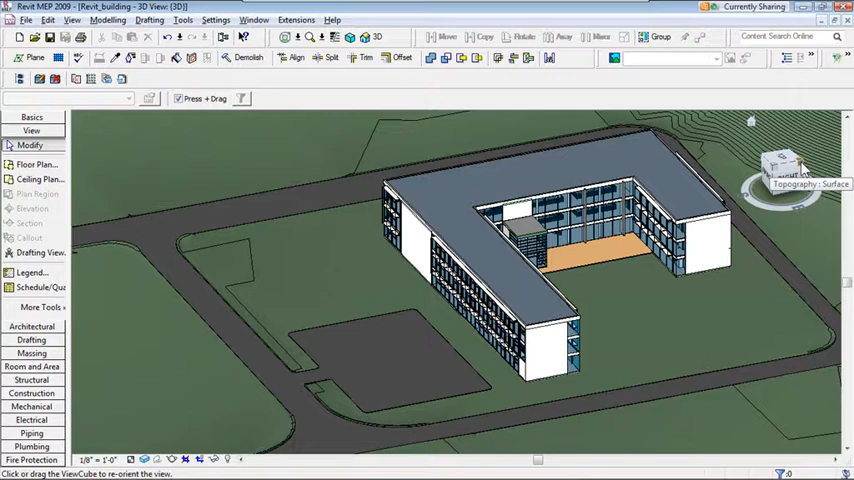 Revit MEP 2009 - [Revit_building - 3D View: {3D}]
Currently Sharing
File Edit View Modelling Drafting Tools Settings Window Extensions Help
3D
Move Copy Rotate Array Mirror Group Search Content Online
Plane Demolish Align Split Trim Offset
Press + Drag
Basics
View
Modify
Floor Plan...
Ceiling Plan...
Plan Region
Elevation
Section
Callout
Drafting View...
Legend...
Schedule/Qua
More Tools
Architectural
Drafting
Massing
Room and Area
Structural
Construction
Mechanical
Electrical
Piping
Plumbing
Fire Protection
RIGHT
Topography : Surface
1/8" = 1'-0"
Click or drag the ViewCube to re-orient the view.
:0